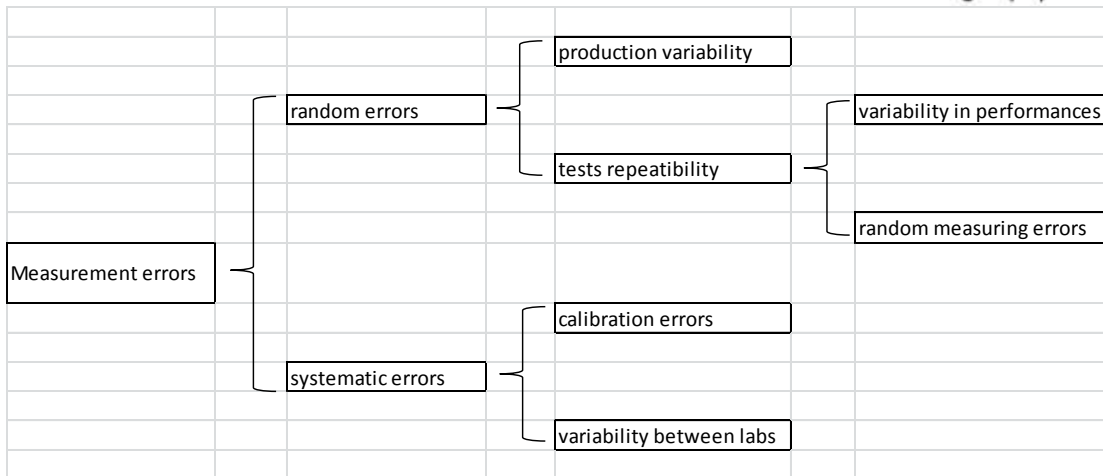 production variability
random errors
variability in performances
tests repeatibility
random measuring errors
Measurement errors
calibration errors
systematic errors
variability between labs